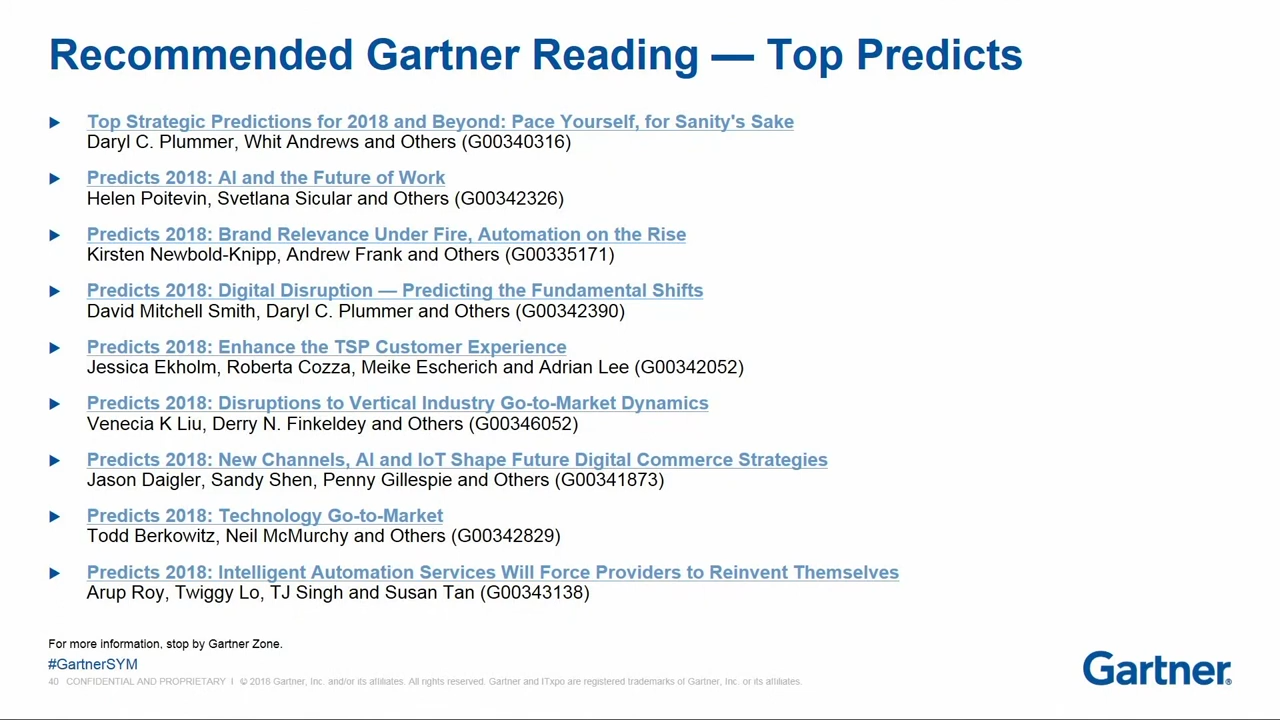 Recommended Gartner Reading — Top Predicts
Top Strategic Predictions for 2018 and Beyond: Pace Yourself, for Sanity's Sake
Daryl C. Plummer, Whit Andrews and Others (G00340316)
Predicts 2018: AI and the Future of Work
Helen Poitevin, Svetlana Sicular and Others (G00342326)
Predicts 2018: Brand Relevance Under Fire, Automation on the Rise
Kirsten Newbold-Knipp, Andrew Frank and Others (G00335171)
Predicts 2018: Digital Disruption — Predicting the Fundamental Shifts
David Mitchell Smith, Daryl C. Plummer and Others (G00342390)
Predicts 2018: Enhance the TSP Customer Experience
Jessica Ekholm, Roberta Cozza, Meike Escherich and Adrian Lee (G00342052)
Predicts 2018: Disruptions to Vertical Industry Go-to-Market Dynamics
Venecia K Liu, Derry N. Finkeldey and Others (G00346052)
Predicts 2018: New Channels, AI and IoT Shape Future Digital Commerce Strategies
Jason Daigler, Sandy Shen, Penny Gillespie and Others (G00341873)
Predicts 2018: Technology Go-to-Market
Todd Berkowitz, Neil McMurchy and Others (G00342829)
Predicts 2018: Intelligent Automation Services Will Force Providers to Reinvent Themselves
Arup Roy, Twiggy Lo, TJ Singh and Susan Tan (G00343138)
For more information, stop by Gartner Zone.
#GartnerSYM
40 CONFIDENTIAL AND PROPRIETARY I © 2018 Gartner, Inc. and/or its affiliates. All rights reserved. Gartner and ITxpo are registered trademarks of Gartner, Inc. or its affiliates.
Gartner®